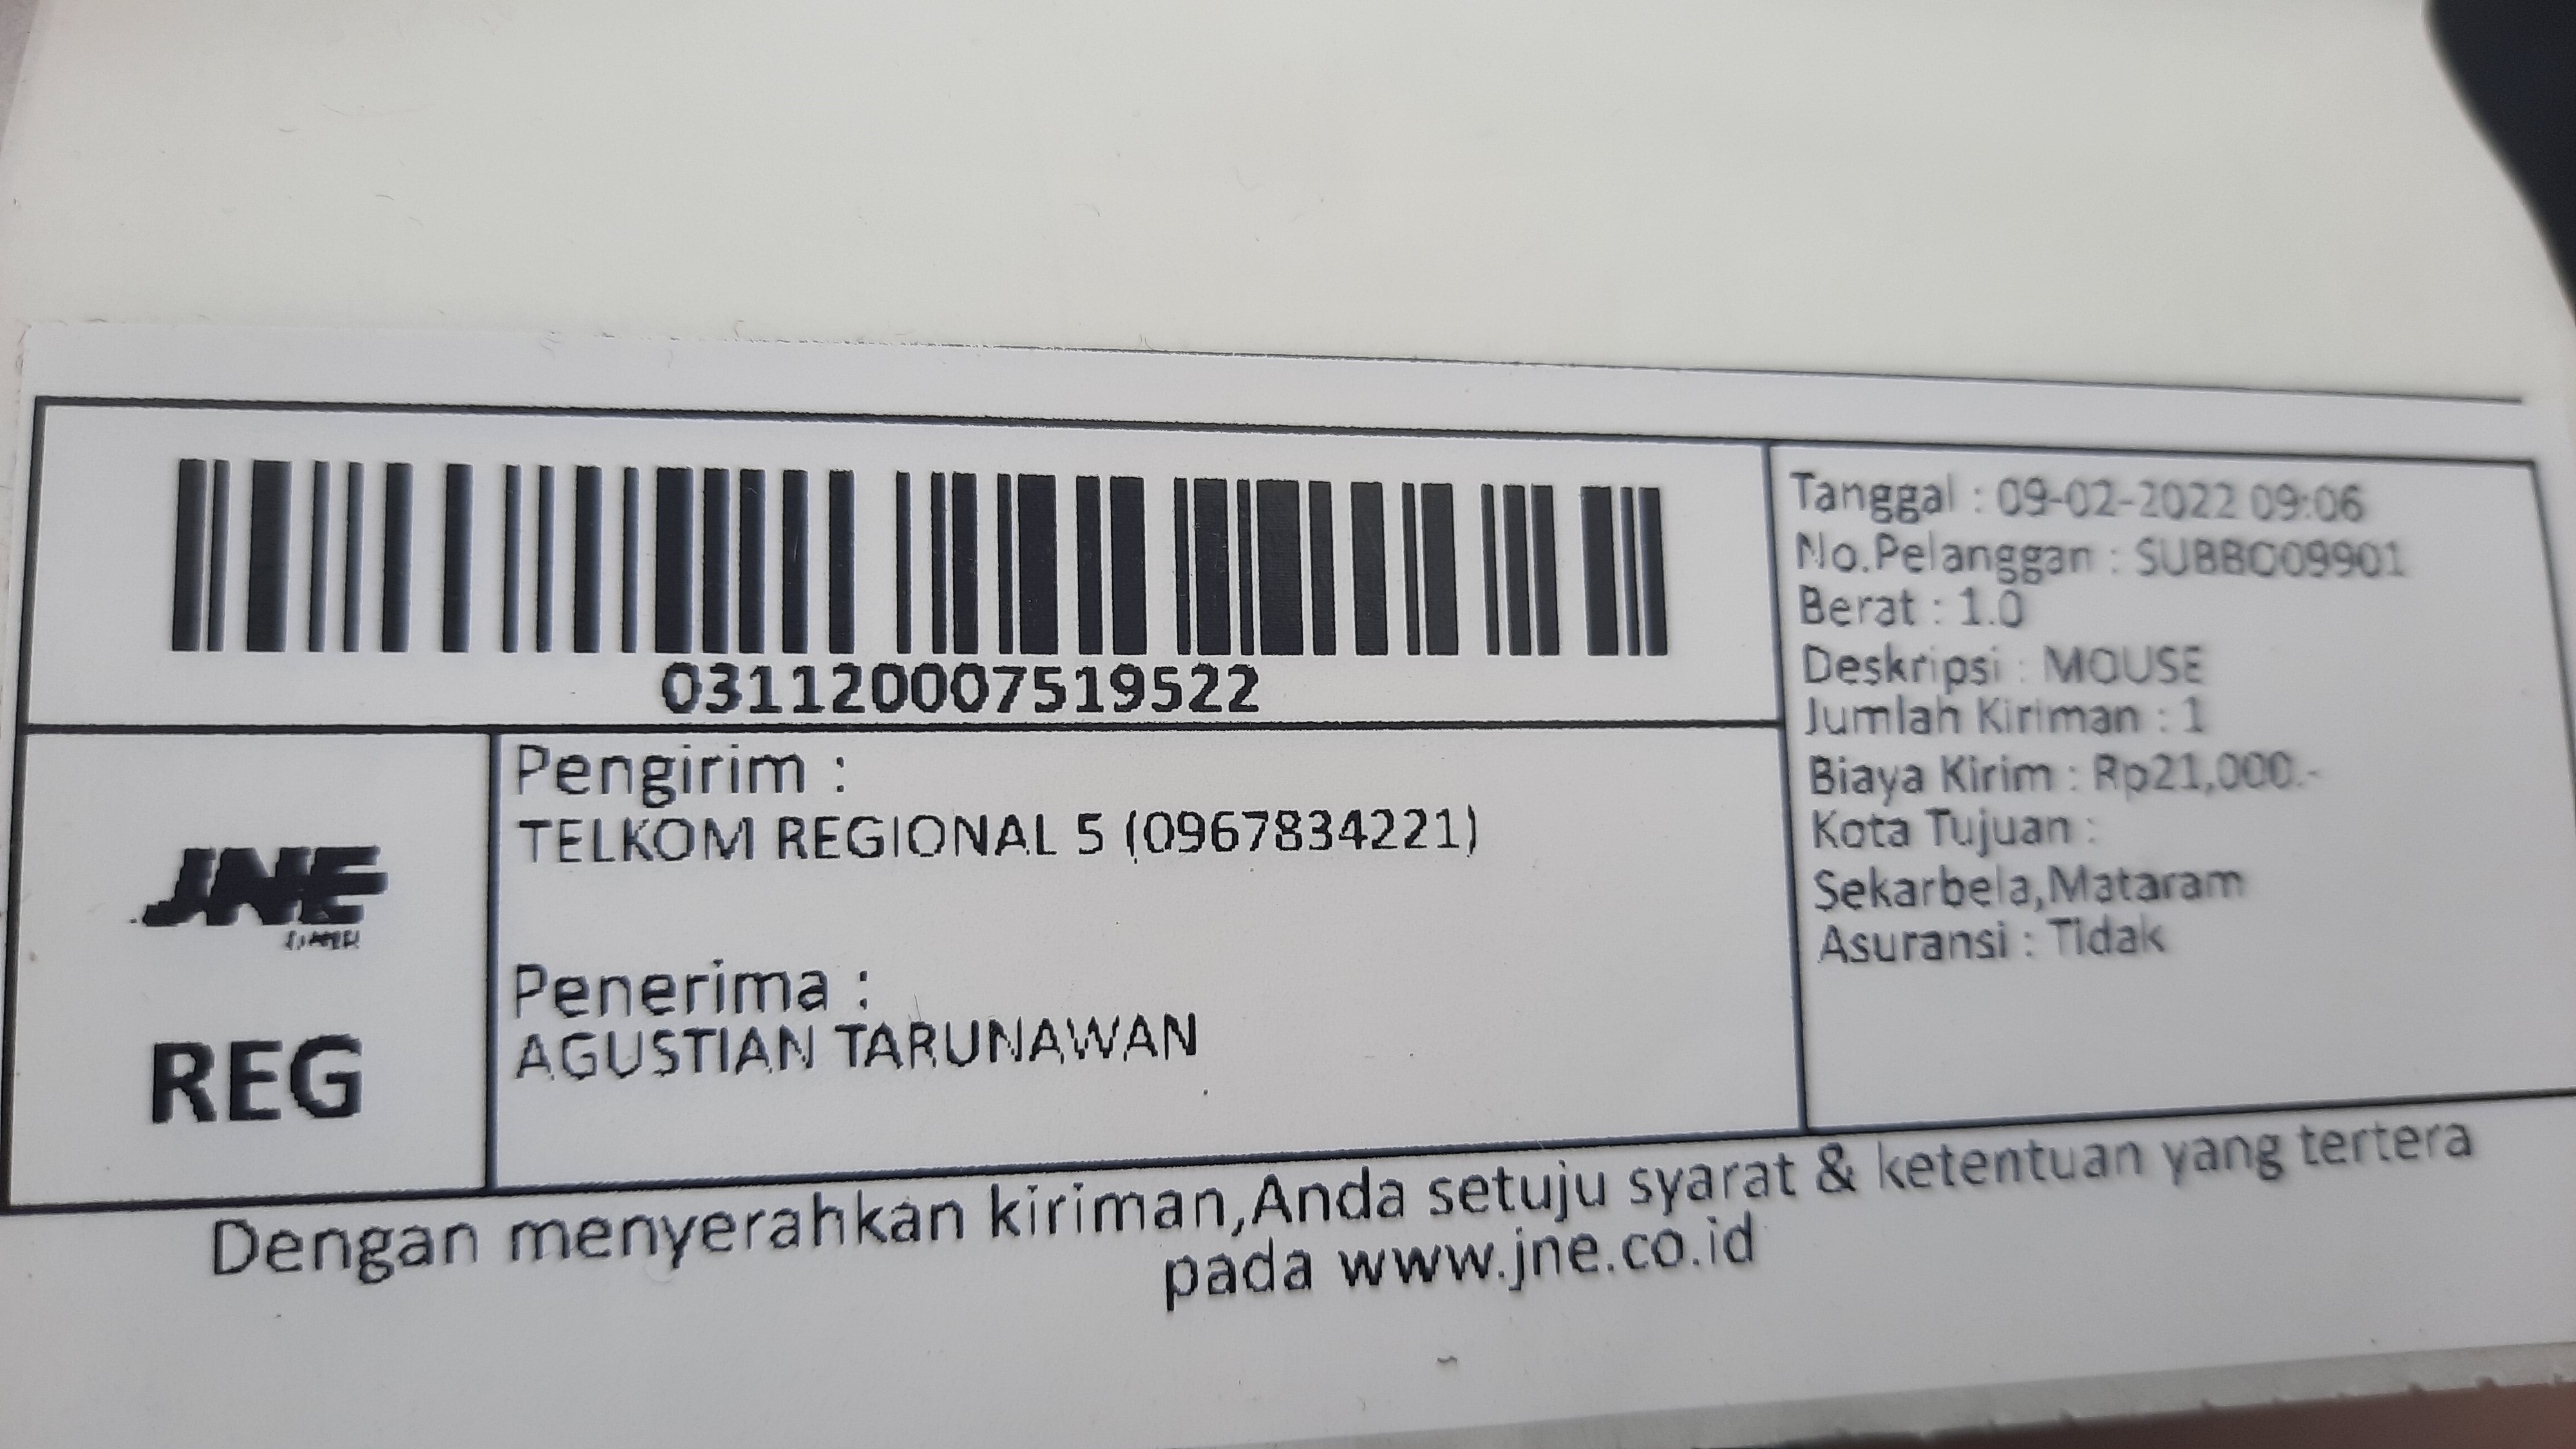 031120007519522
JNE
REG
Pengirim :
TELKOM REGIONAL 5 (0967834221)
Penerima :
AGUSTIAN TARUNAWAN
Tanggal : 09-02-2022 09:06
No.Pelanggan : SUBBO09901
Berat : 1.0
Deskripsi : MOUSE
Jumlah Kiriman : 1
Biaya Kirim : Rp21,000.-
Kota Tujuan :
Sekarbela,Mataram
Asuransi : Tidak
Dengan menyerahkan kiriman,Anda setuju syarat & ketentuan yang tertera
pada www.jne.co.id